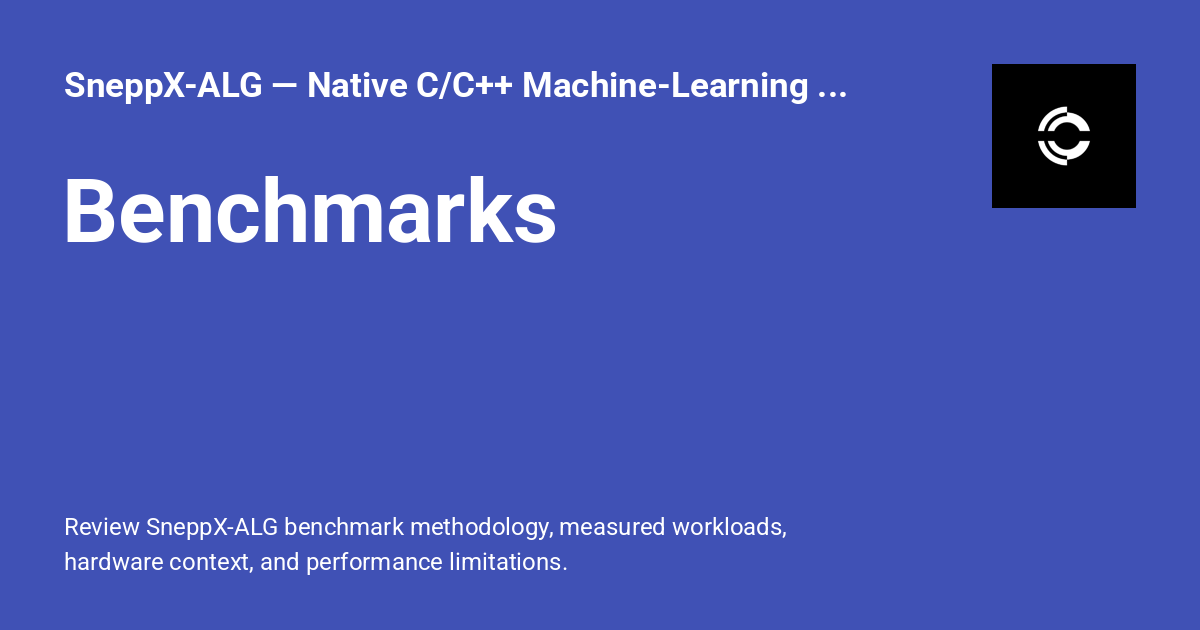 SneppX-ALG — Native C/C++ Machine-Learning ...
Benchmarks
Review SneppX-ALG benchmark methodology, measured workloads,
hardware context, and performance limitations.